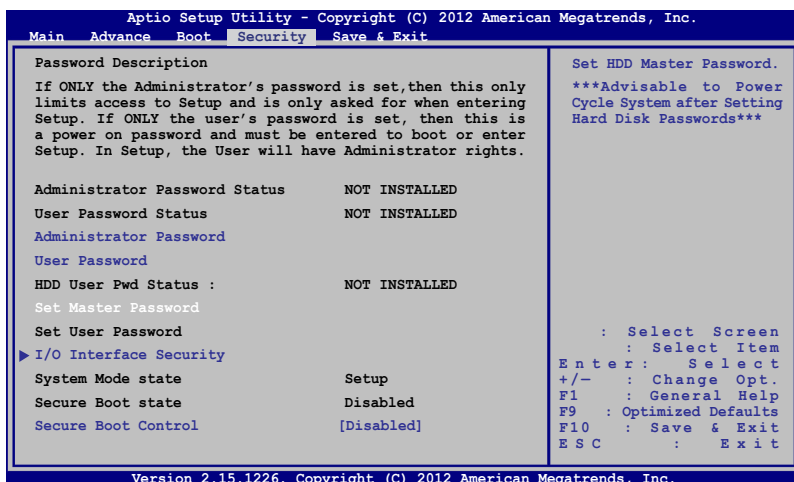 Aptio Setup Utility - Copyright (C) 2012 American Megatrends, Inc.
Main Advance Boot Security Save & Exit
Password Description
If ONLY the Administrator's password is set,then this only
limits access to Setup and is only asked for when entering
Setup. If ONLY the user's password is set, then this is
a power on password and must be entered to boot or enter
Setup. In Setup, the User will have Administrator rights.
Administrator Password Status NOT INSTALLED
User Password Status NOT INSTALLED
Administrator Password
User Password
HDD User Pwd Status : NOT INSTALLED
Set Master Password
Set User Password
I/O Interface Security
System Mode state Setup
Secure Boot state Disabled
Secure Boot Control [Disabled]
Set HDD Master Password.
***Advisable to Power
Cycle System after Setting
Hard Disk Passwords***
: Select Screen
: Select Item
Enter: Select
+/— : Change Opt.
F1 : General Help
F9 : Optimized Defaults
F10 : Save & Exit
ESC : Exit
Version 2.15.1226. Copyright (C) 2012 American Megatrends, Inc.